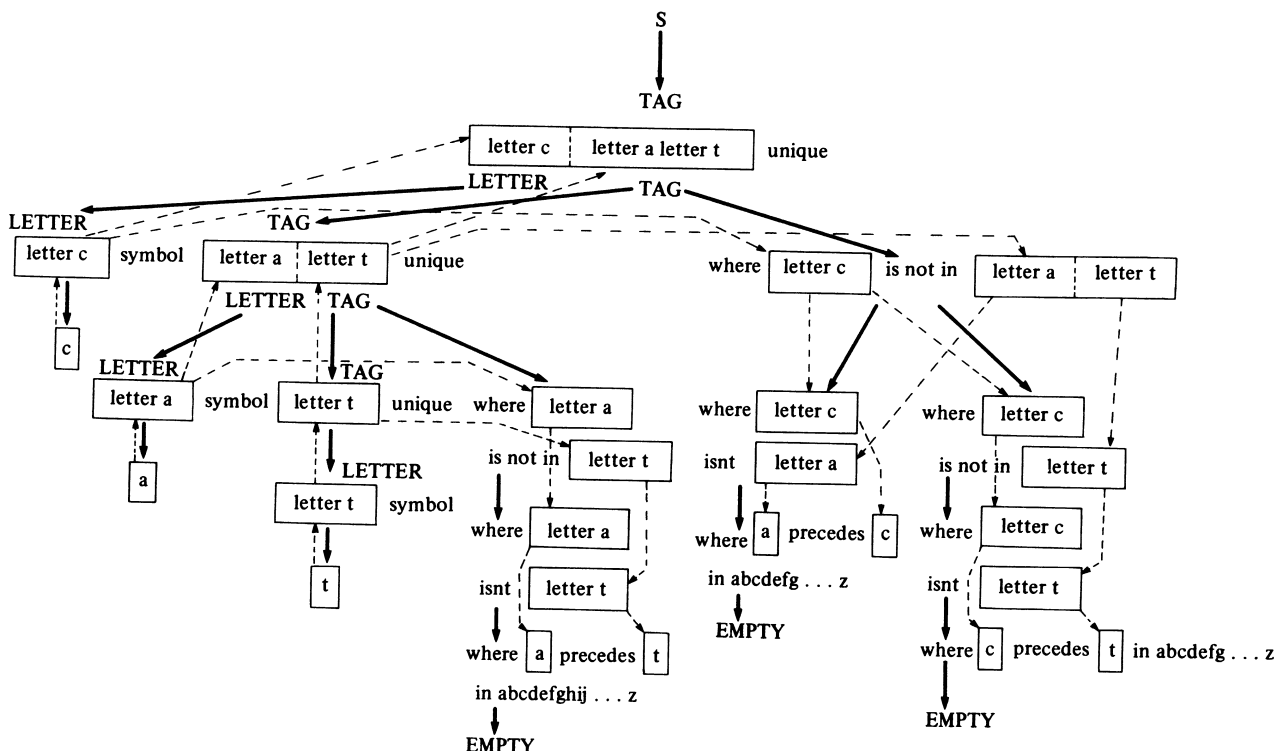 S
TAG
letter c letter a letter t unique
LETTER TAG
LETTER TAG
letter c symbol letter a letter t unique where letter c is not in letter a letter t
LETTER TAG
c
LETTER TAG
letter a symbol letter t unique where letter a where letter c where letter c
is not in letter t isnt letter a is not in letter t
a LETTER
letter t symbol where letter a where a precedes c where letter c
t isnt letter t in abcdefg . . . z isnt letter t
EMPTY
where a precedes t where c precedes t in abcdefg . . . z
in abcdefghij . . . z
EMPTY EMPTY